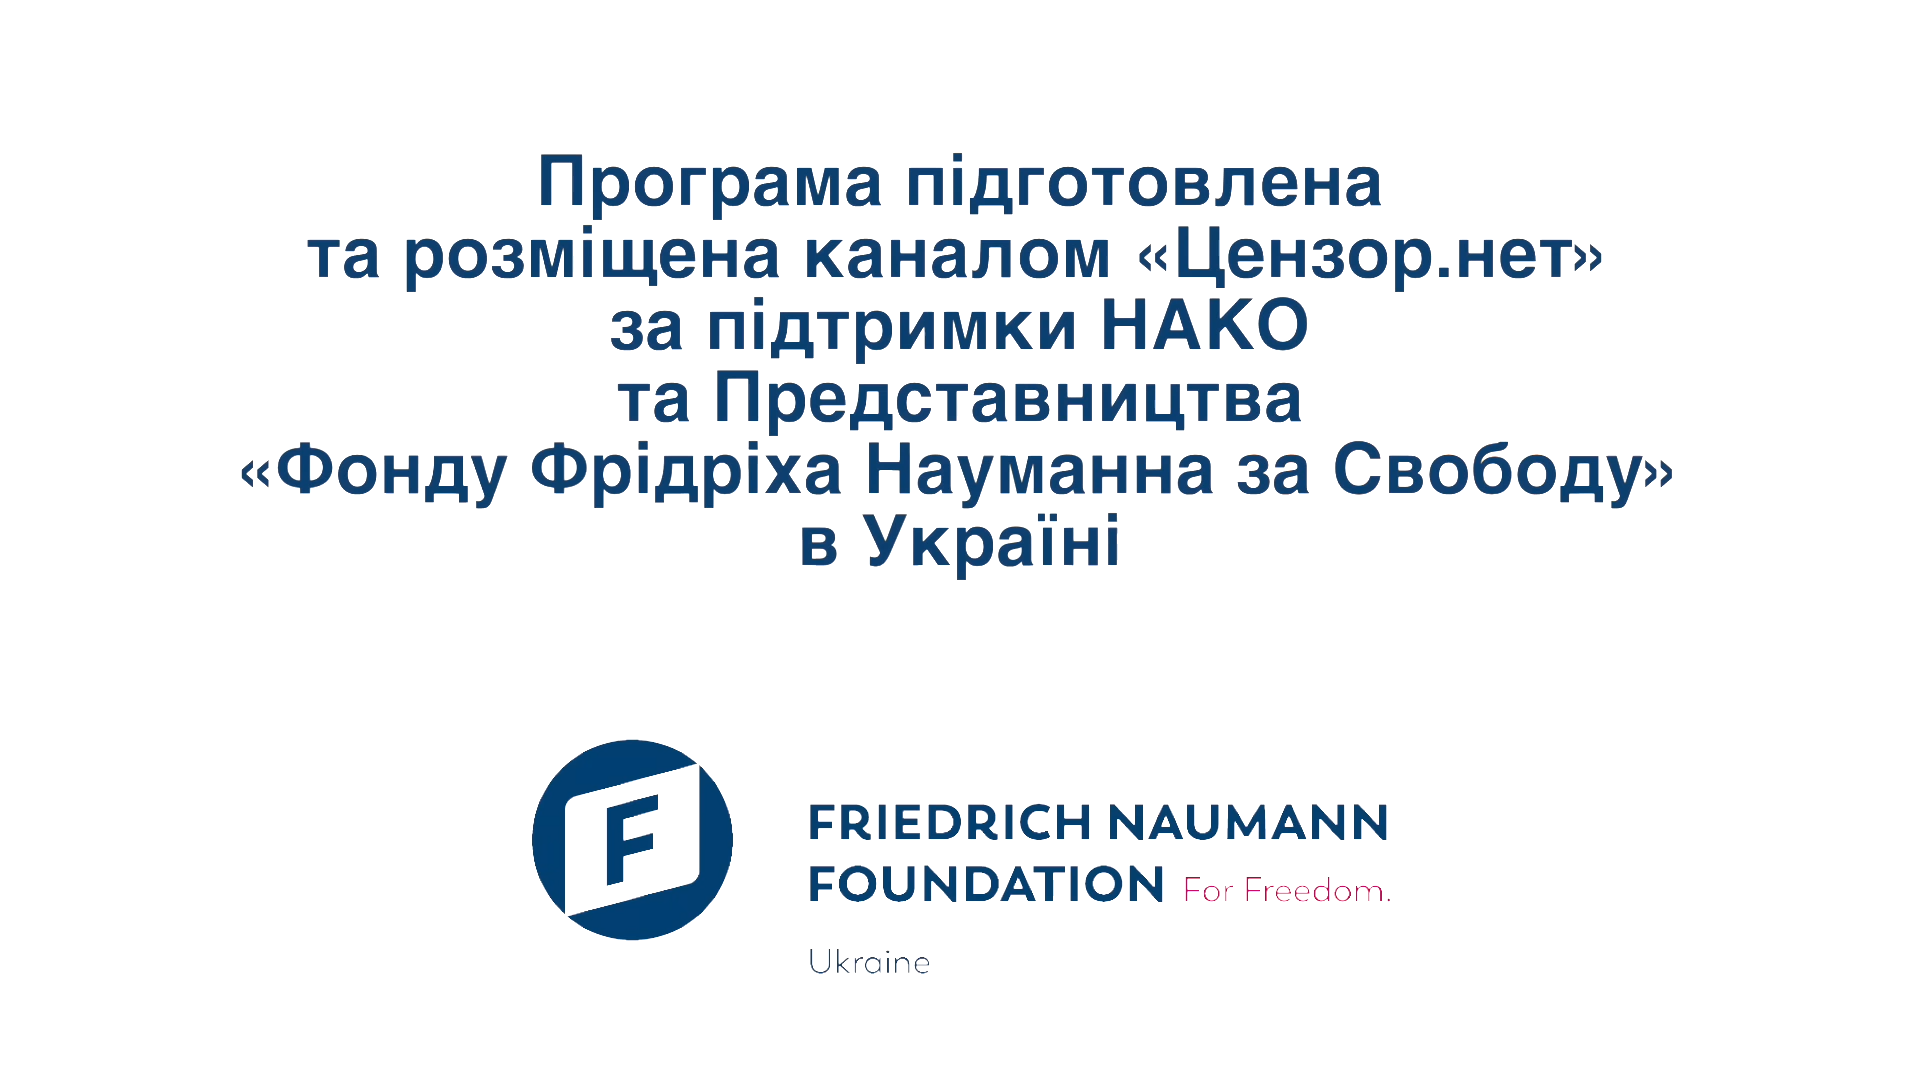 Програма підготовлена
та розміщена каналом «Цензор.нет»
за підтримки НАКО
та Представництва
«Фонду Фрідріха Науманна за Свободу»
в Україні
F
FRIEDRICH NAUMANN
FOUNDATION For Freedom.
Ukraine